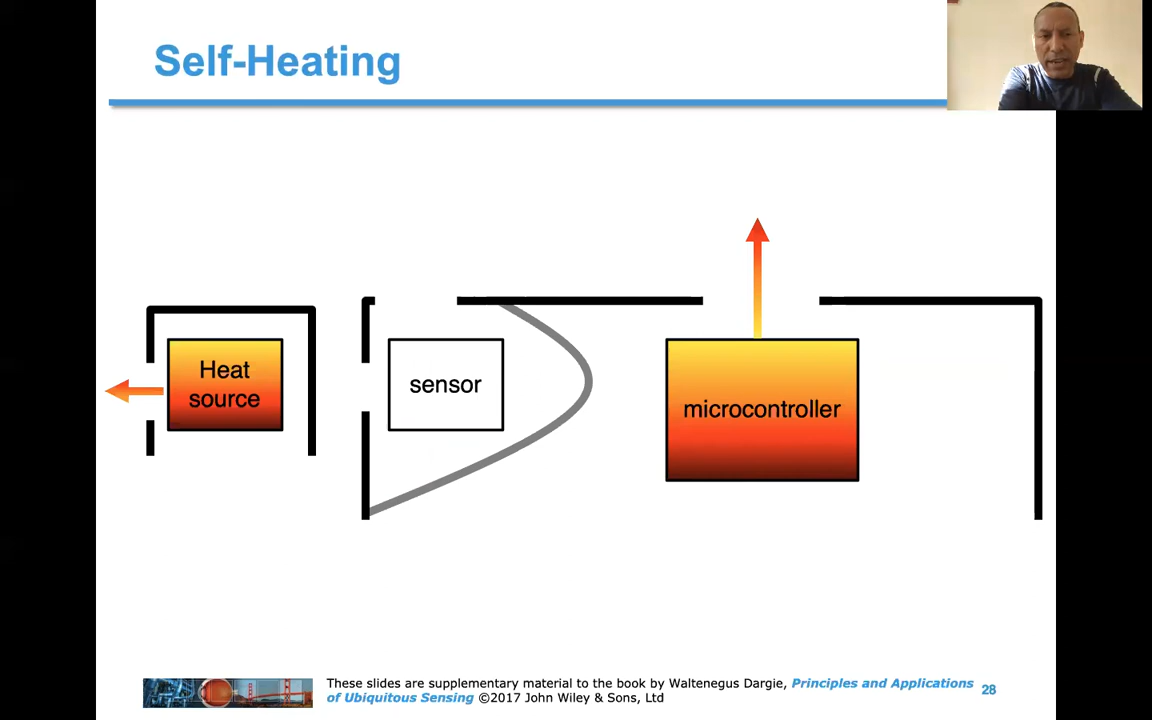 Self-Heating
Heat
source
sensor
microcontroller
These slides are supplementary material to the book by Waltenegus Dargie, Principles and Applications
of Ubiquitous Sensing ©2017 John Wiley & Sons, Ltd
28